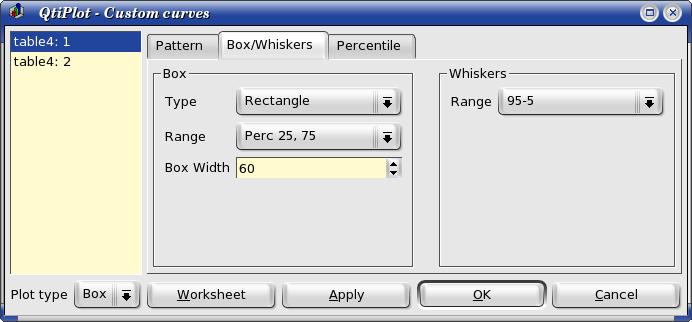 QtiPlot - Custom curves
table4: 1
table4: 2
Pattern
Box/Whiskers
Percentile
Box
Type
Rectangle
Range
Perc 25, 75
Box Width
60
Whiskers
Range
95-5
Plot type
Box
Worksheet
Apply
OK
Cancel